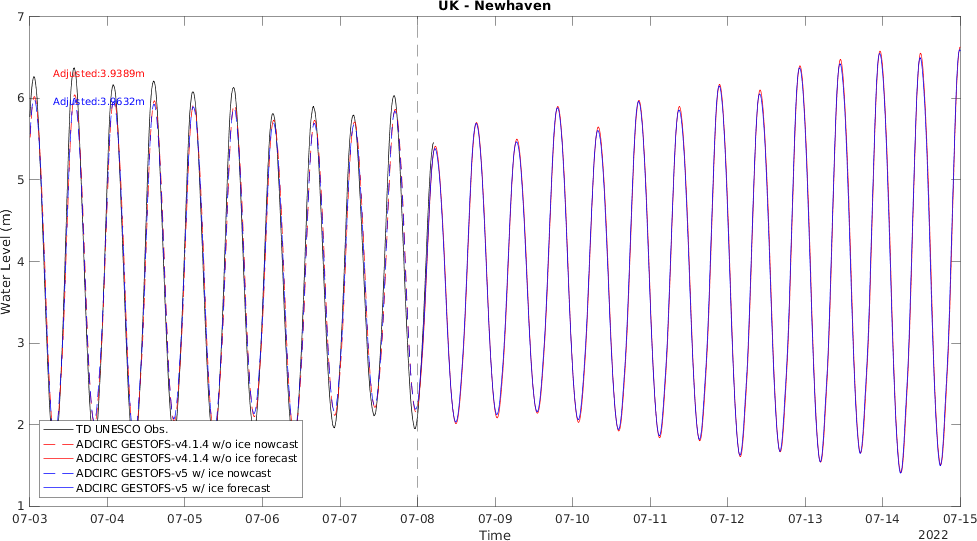 UK - Newhaven
7
6
5
4
3
2
1
Water Level (m)
Adjusted:3.9389m
Adjusted:3.9632m
TD UNESCO Obs.
ADCIRC GESTOFS-v4.1.4 w/o ice nowcast
ADCIRC GESTOFS-v4.1.4 w/o ice forecast
ADCIRC GESTOFS-v5 w/ ice nowcast
ADCIRC GESTOFS-v5 w/ ice forecast
07-03 07-04 07-05 07-06 07-07 07-08 07-09 07-10 07-11 07-12 07-13 07-14 07-15
Time
2022